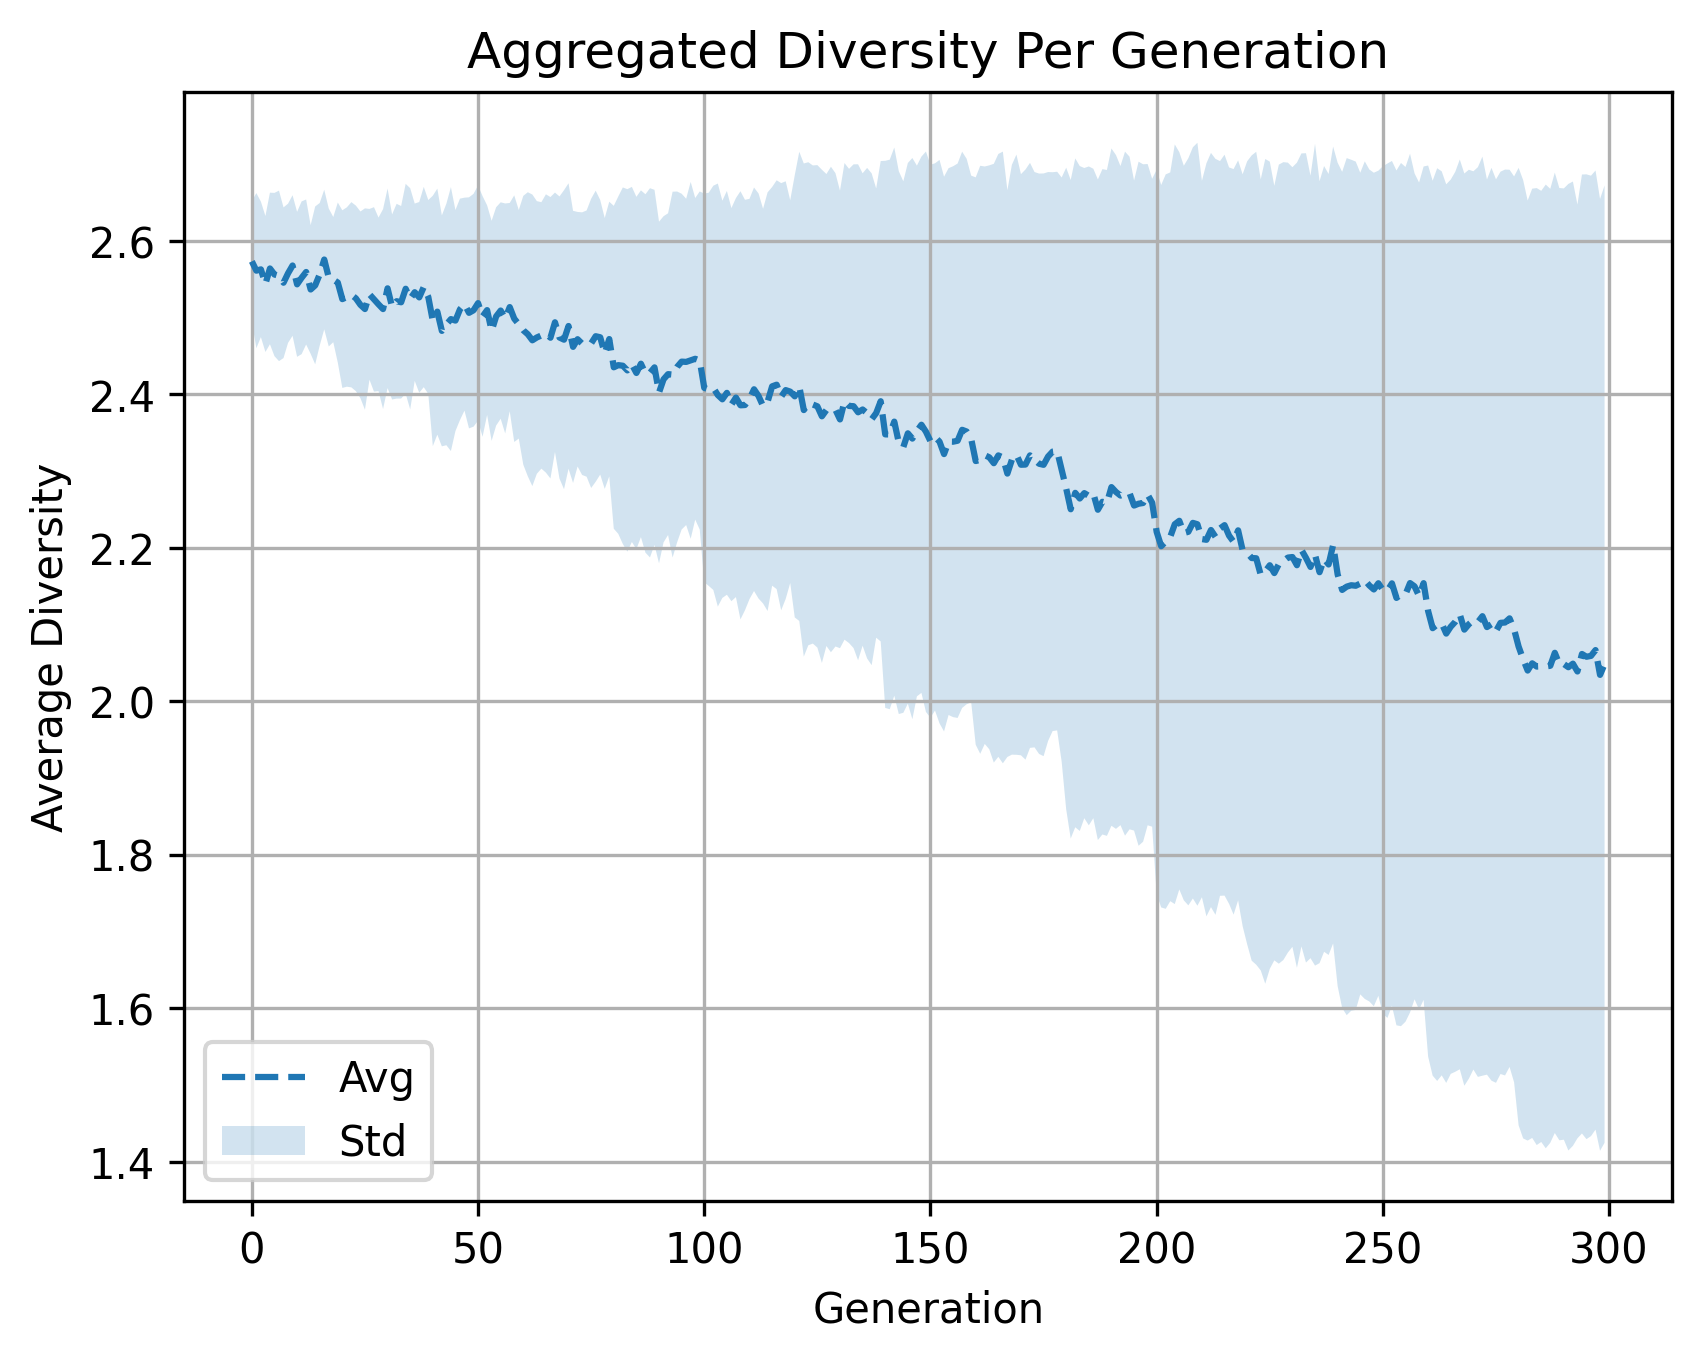 Aggregated Diversity Per Generation
Average Diversity
2.6
2.4
2.2
2.0
1.8
1.6
1.4
Avg
Std
0 50 100 150 200 250 300
Generation